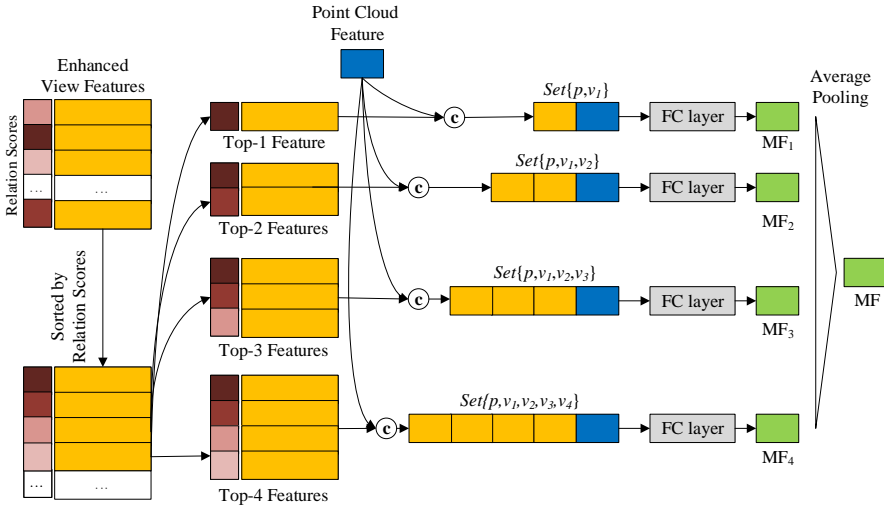 Point Cloud
Feature
Enhanced
View Features
Relation Scores
...
...
Sorted by
Relation Scores
...
...
Top-1 Feature
Top-2 Features
Top-3 Features
Top-4 Features
c
c
c
c
Set{p,v1}
Set{p,v1,v2}
Set{p,v1,v2,v3}
Set{p,v1,v2,v3,v4}
FC layer
FC layer
FC layer
FC layer
MF1
MF2
MF3
MF4
Average
Pooling
MF